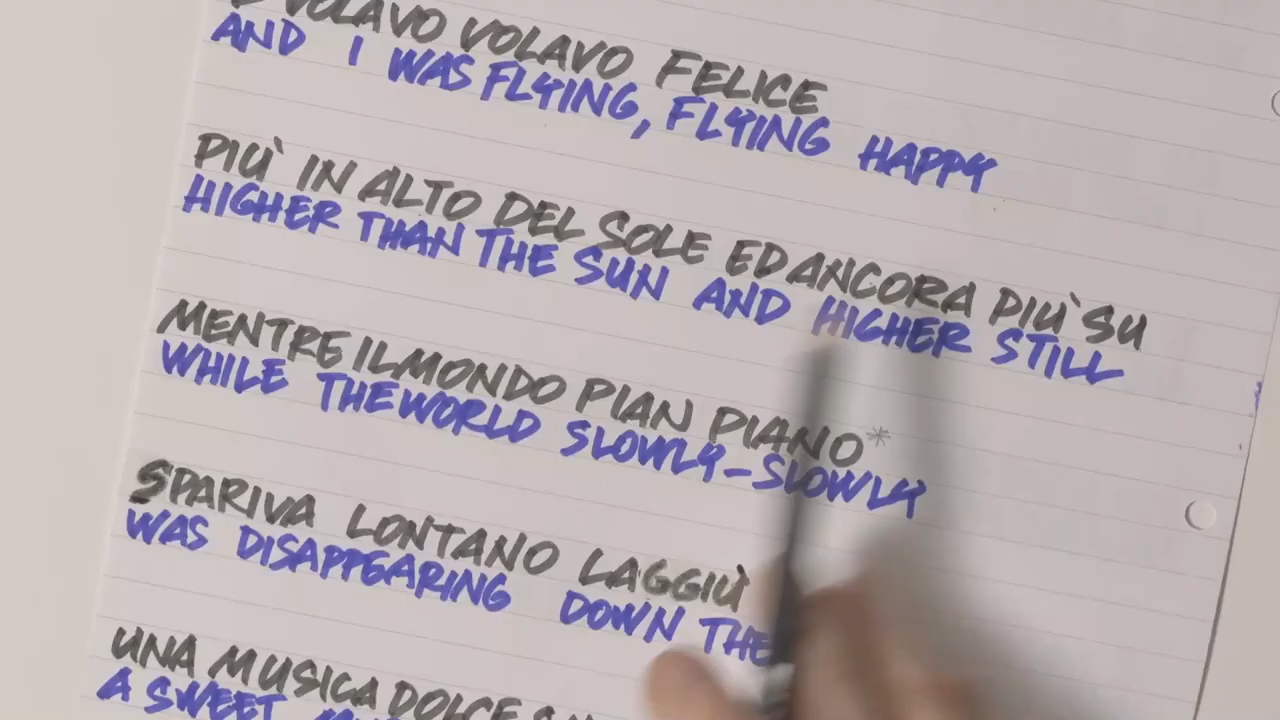 VOLAVO VOLAVO FELICE
AND I WAS FLYING, FLYING HAPPY
PIU` IN ALTO DEL SOLE ED ANCORA PIU` SU
HIGHER THAN THE SUN AND HIGHER STILL
MENTRE IL MONDO PIAN PIANO*
WHILE THE WORLD SLOWLY-SLOWLY
SPARIVA LONTANO LAGGIÙ
WAS DISAPPEARING DOWN THE
UNA MUSICA DOLCE
A SWEET